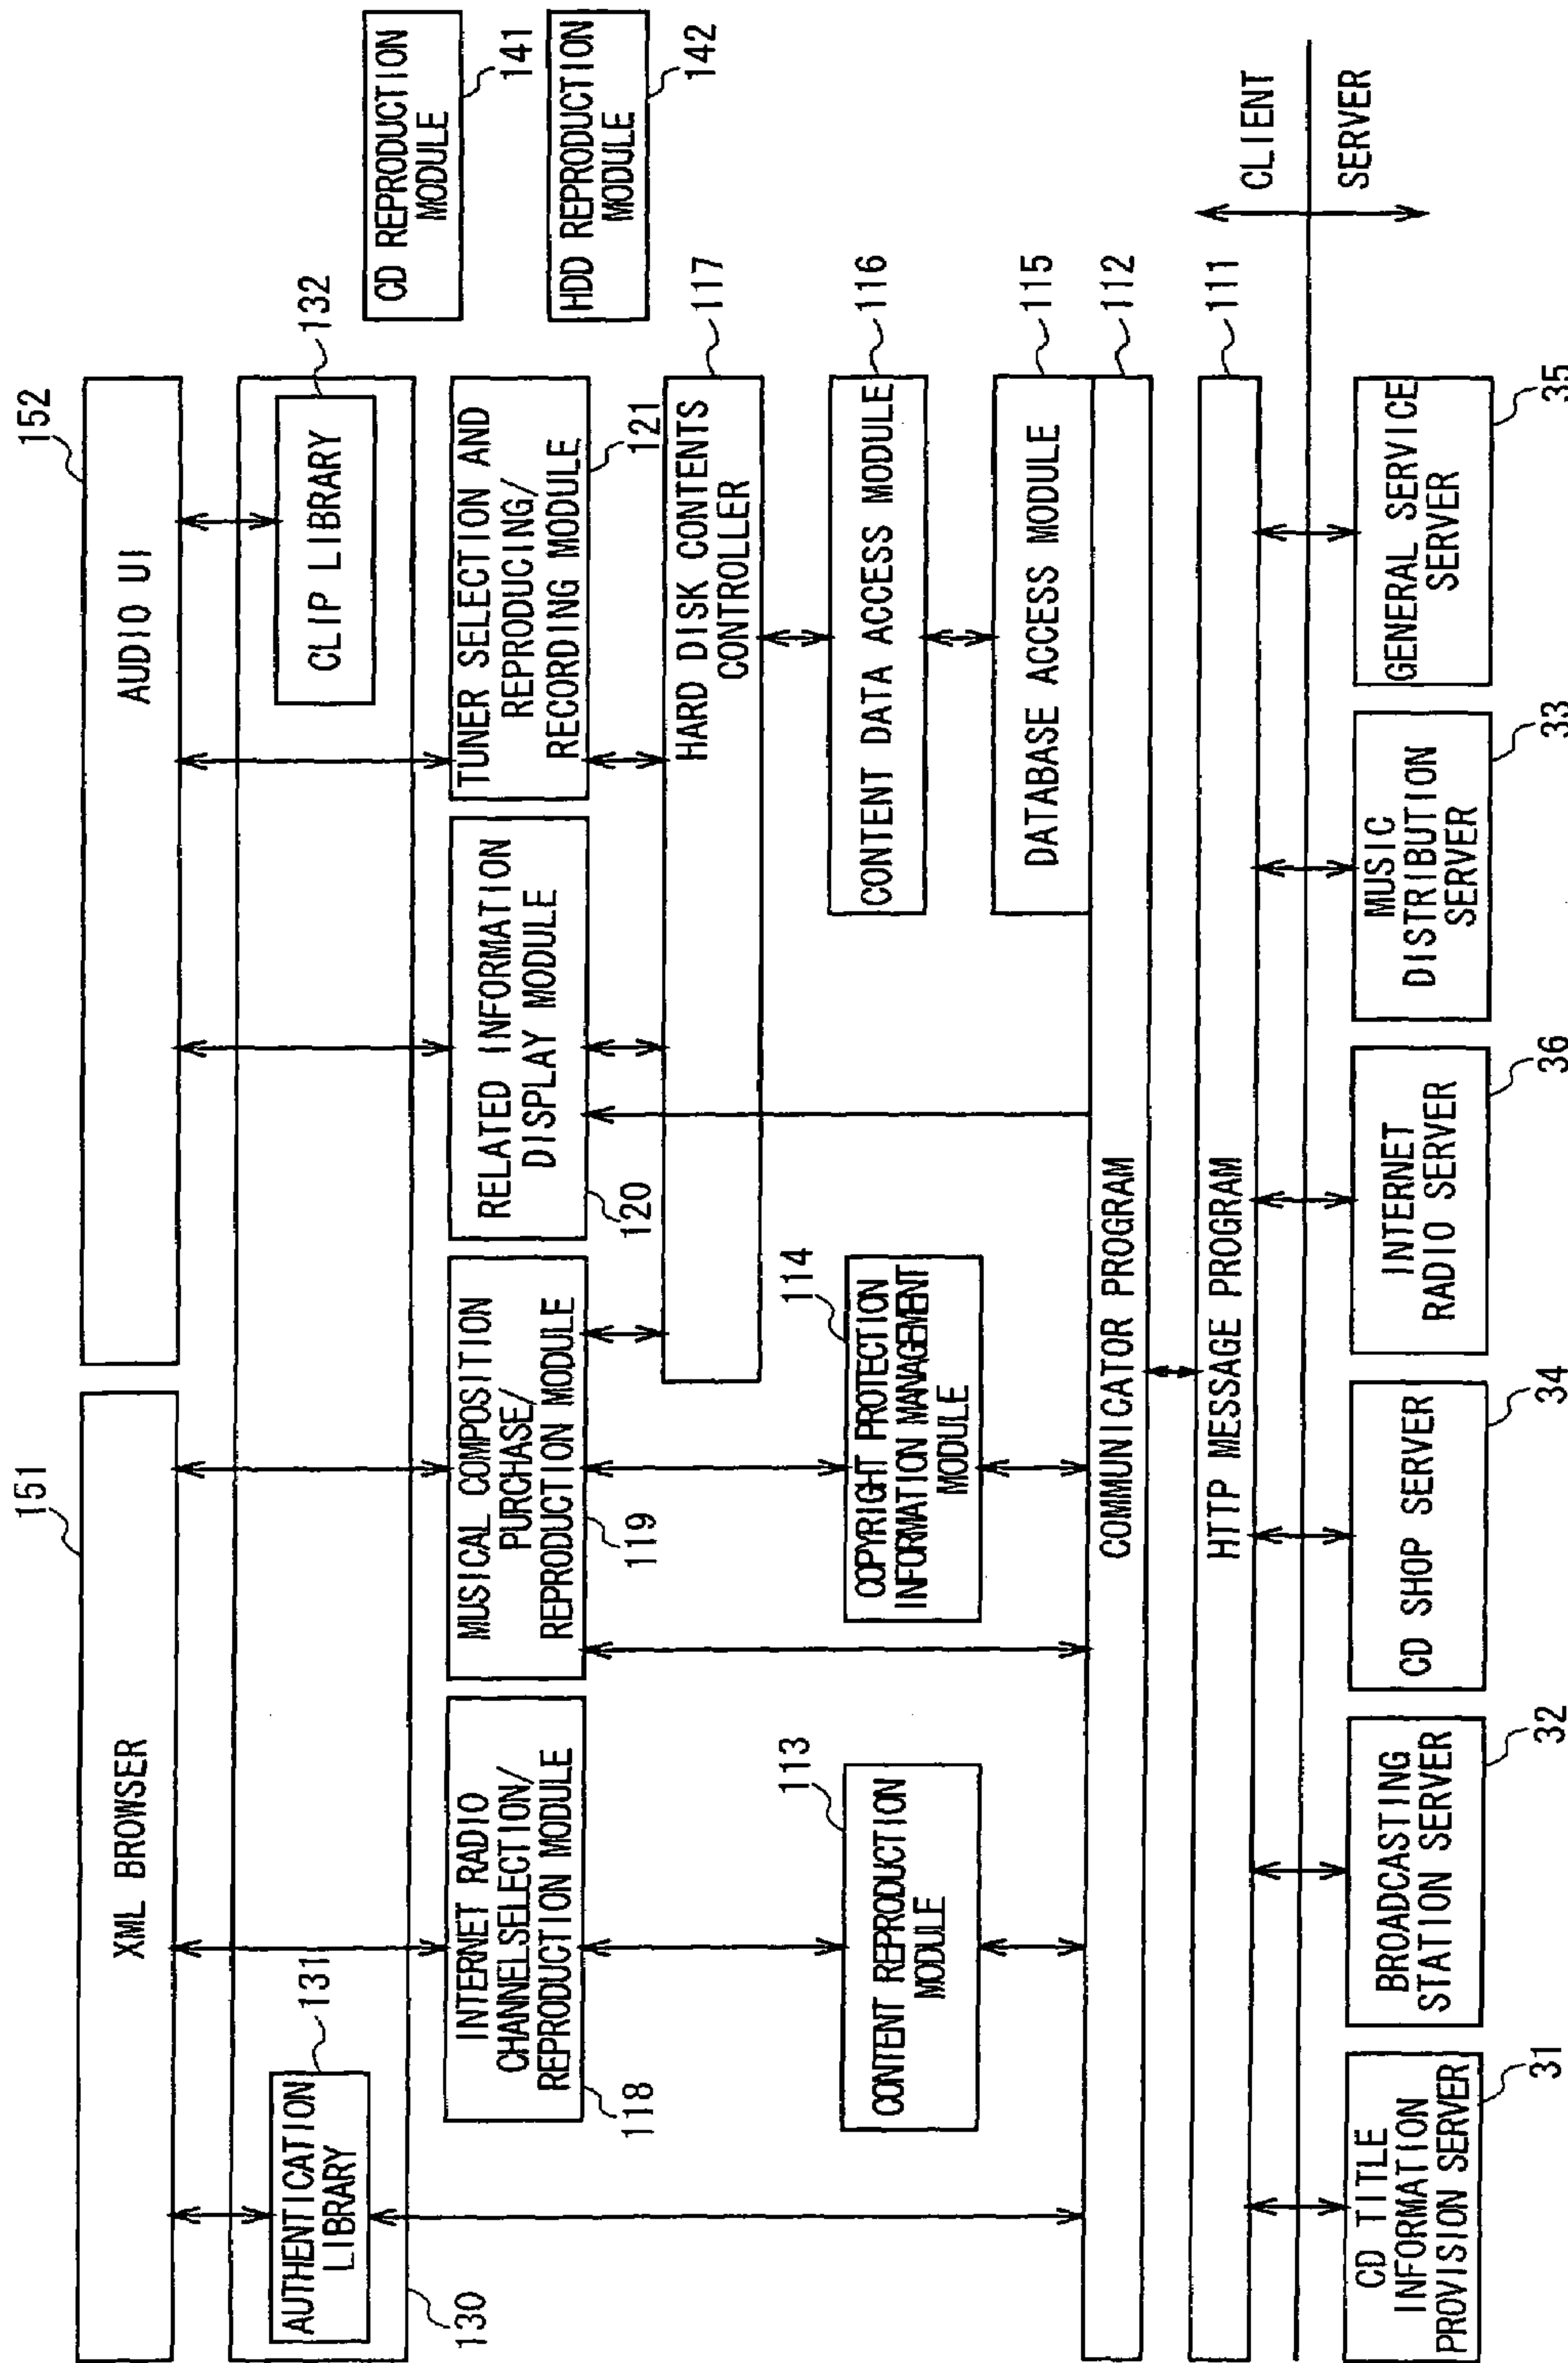 151
152
XML BROWSER
AUDIO UI
131
132
AUTHENTICATION
LIBRARY
CLIP LIBRARY
130
CD REPRODUCTION
MODULE
141
HDD REPRODUCTION
MODULE
142
INTERNET RADIO
CHANNELSELECTION/
REPRODUCTION MODULE
118
MUSICAL COMPOSITION
PURCHASE/
REPRODUCTION MODULE
119
RELATED INFORMATION
DISPLAY MODULE
120
TUNER SELECTION AND
REPRODUCING/
RECORDING MODULE
121
HARD DISK CONTENTS
CONTROLLER
117
113
CONTENT REPRODUCTION
MODULE
114
COPYRIGHT PROTECTION
INFORMATION MANAGEMENT
MODULE
CONTENT DATA ACCESS MODULE
116
DATABASE ACCESS MODULE
115
COMMUNICATOR PROGRAM
112
HTTP MESSAGE PROGRAM
111
CLIENT
SERVER
CD TITLE
INFORMATION
PROVISION SERVER
31
BROADCASTING
STATION SERVER
32
CD SHOP SERVER
34
INTERNET
RADIO SERVER
36
MUSIC
DISTRIBUTION
SERVER
33
GENERAL SERVICE
SERVER
35